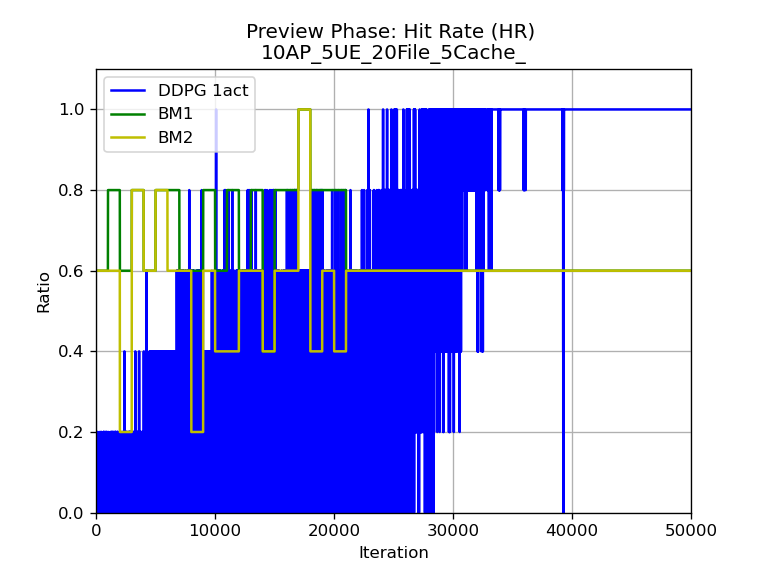 Preview Phase: Hit Rate (HR)
10AP_5UE_20File_5Cache_
DDPG 1act
BM1
BM2
1.0
0.8
0.6
0.4
0.2
0.0
Ratio
0 10000 20000 30000 40000 50000
Iteration